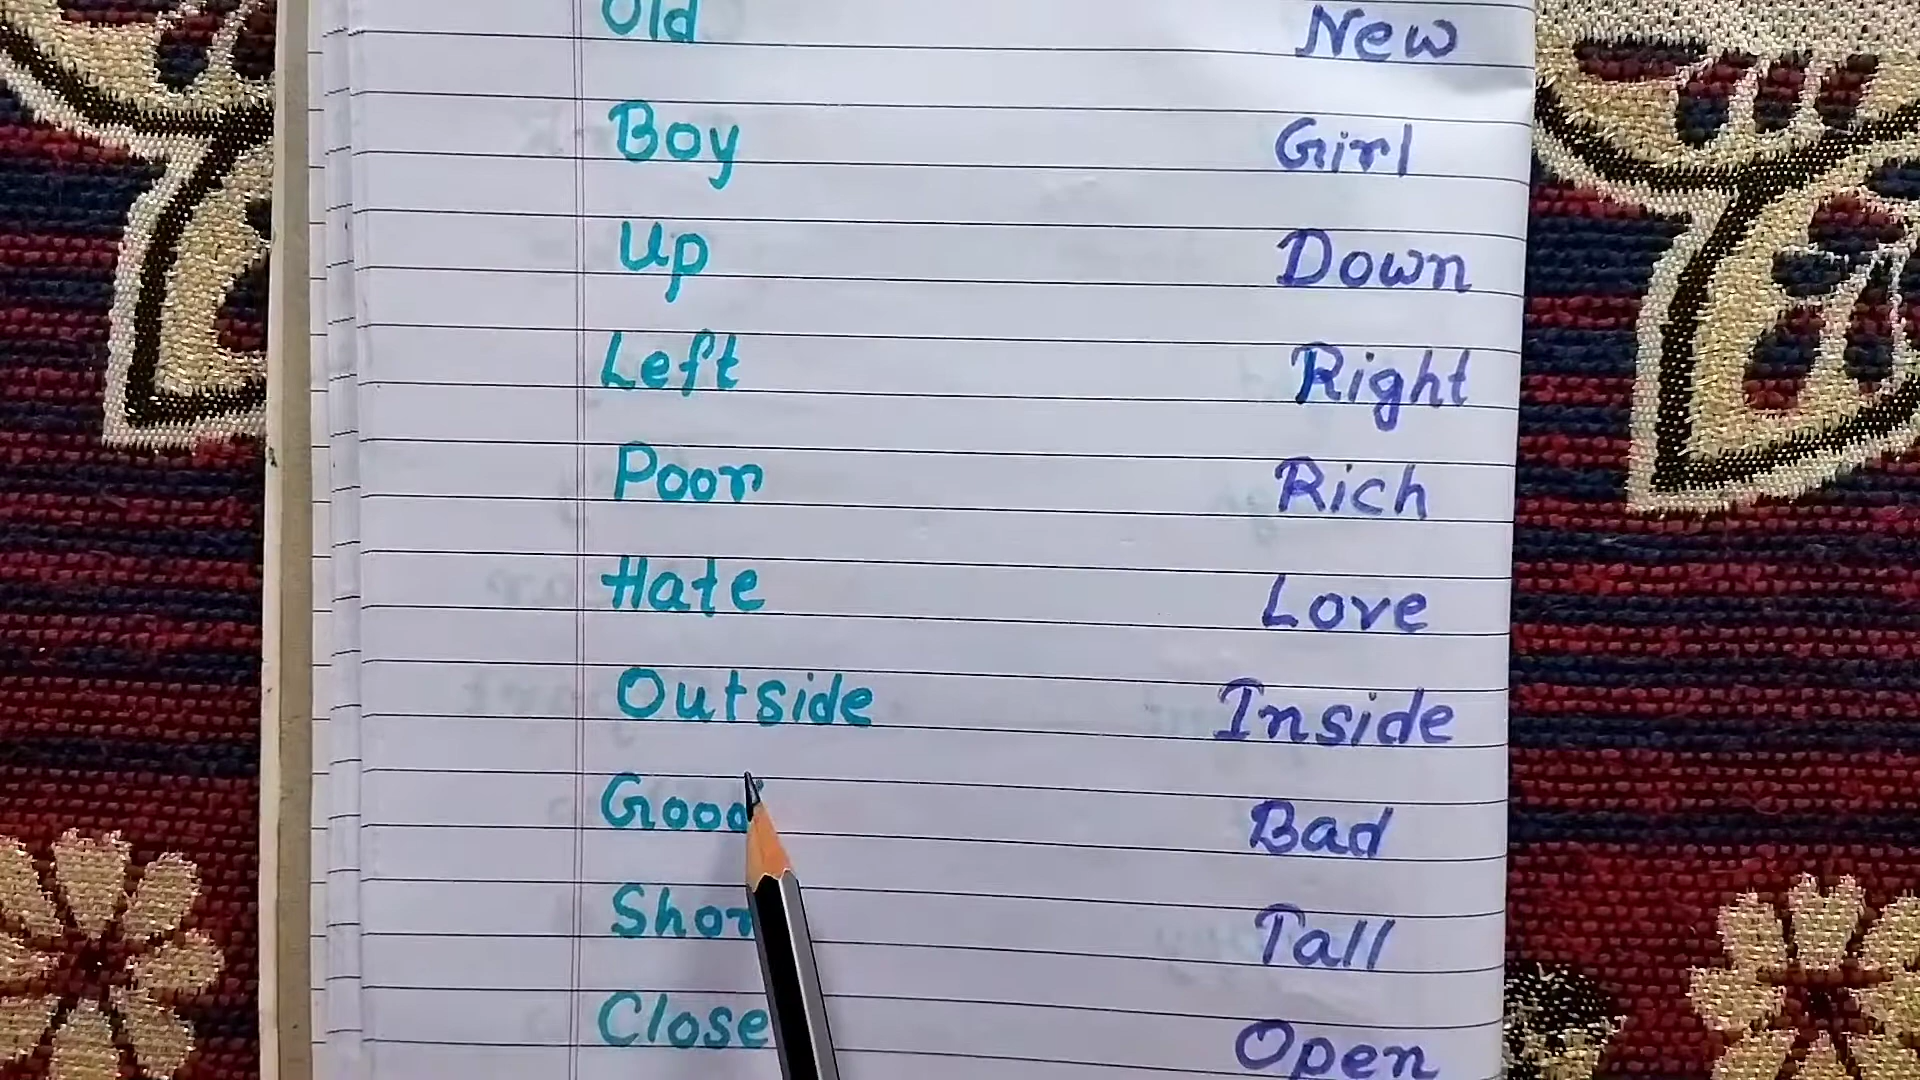 Old New
Boy Girl
Up Down
Left Right
Poor Rich
Hate Love
Outside Inside
Good Bad
Shor Tall
Close Open